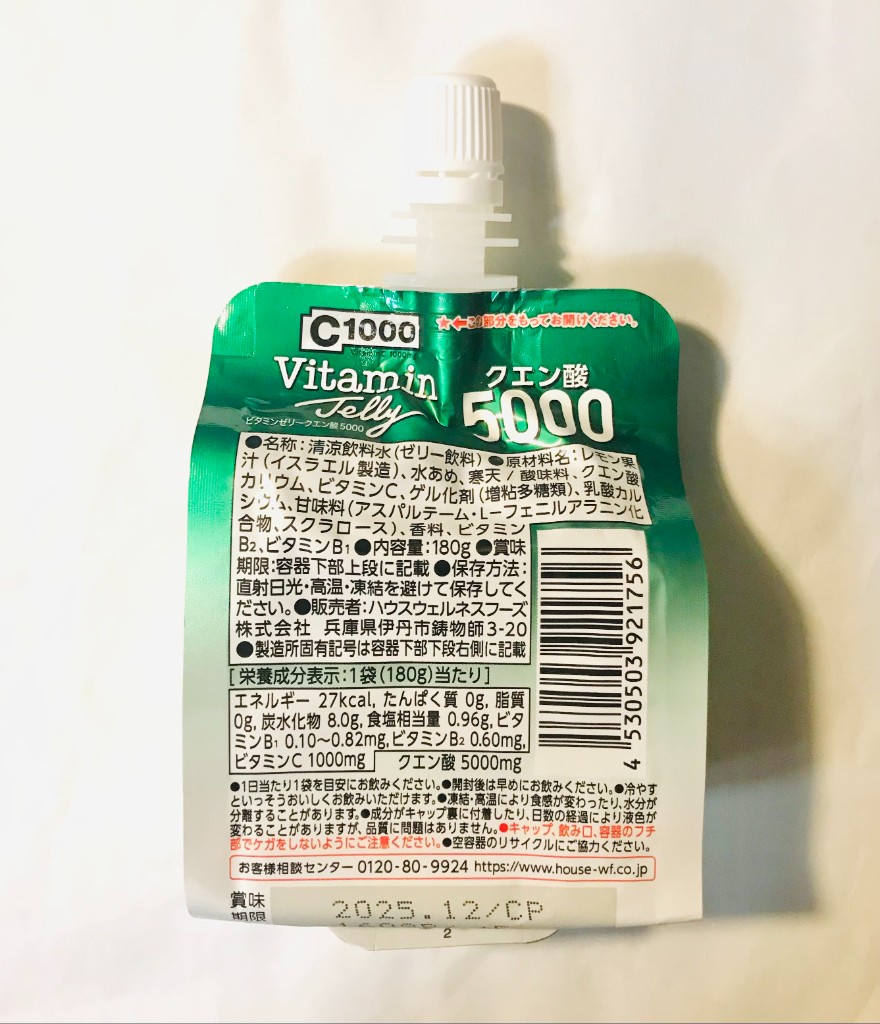 C1000
Vitamin C 1000mg
★←この部分をもってお開けください。
Vitamin
Jelly
クエン酸
5000
ビタミンゼリークエン酸5000
●名称：清涼飲料水(ゼリー飲料) ●原材料名：レモン果
汁(イスラエル製造)、水あめ、寒天 / 酸味料、クエン酸
カリウム、ビタミンC、ゲル化剤(増粘多糖類)、乳酸カル
シウム、甘味料(アスパルテーム・L-フェニルアラニン化
合物、スクラロース)、香料、ビタミン
B2、ビタミンB1 ●内容量：180g ●賞味
期限：容器下部上段に記載 ●保存方法：
直射日光・高温・凍結を避けて保存してく
ださい。●販売者：ハウスウェルネスフーズ
株式会社 兵庫県伊丹市鋳物師3-20
●製造所固有記号は容器下部下段右側に記載
[栄養成分表示：1袋(180g)当たり]
エネルギー 27kcal, たんぱく質 0g, 脂質
0g, 炭水化物 8.0g, 食塩相当量 0.96g, ビタ
ミンB1 0.10〜0.82mg, ビタミンB2 0.60mg,
ビタミンC 1000mg クエン酸 5000mg
4 530503 921756
●1日当たり1袋を目安にお飲みください。●開封後は早めにお飲みください。●冷やす
といっそうおいしくお飲みいただけます。●凍結・高温により食感が変わったり、水分が
分離することがあります。●成分がキャップ裏に付着したり、日数の経過により液色が
変わることがありますが、品質に問題はありません。●キャップ、飲み口、容器のフチ
部でケガをしないようにご注意ください。●空容器のリサイクルにご協力ください。
お客様相談センター 0120-80-9924 https://www.house-wf.co.jp
賞味
期限
2025.12/CP
2